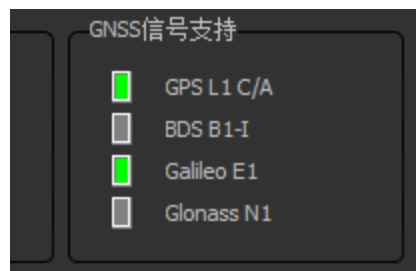 GNSS信号支持
GPS L1 C/A
BDS B1-I
Galileo E1
Glonass N1